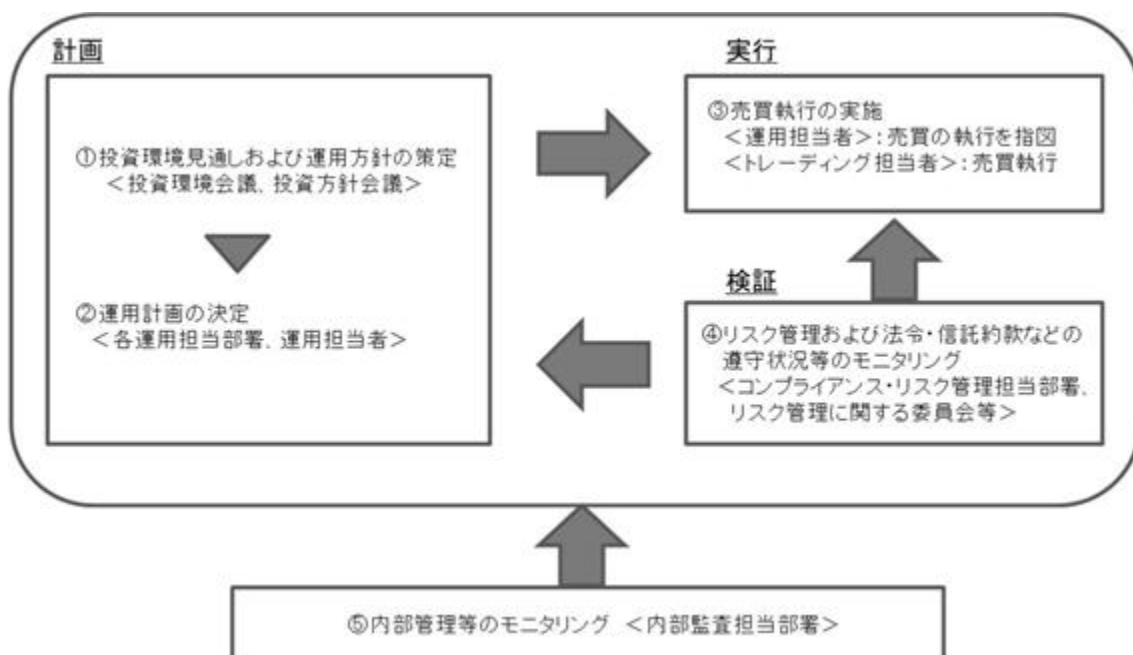 計画
①投資環境見通しおよび運用方針の策定
＜投資環境会議、投資方針会議＞
②運用計画の決定
＜各運用担当部署、運用担当者＞
実行
③売買執行の実施
＜運用担当者＞：売買の執行を指図
＜トレーディング担当者＞：売買執行
検証
④リスク管理および法令・信託約款などの
遵守状況等のモニタリング
＜コンプライアンス・リスク管理担当部署、
リスク管理に関する委員会等＞
⑤内部管理等のモニタリング ＜内部監査担当部署＞